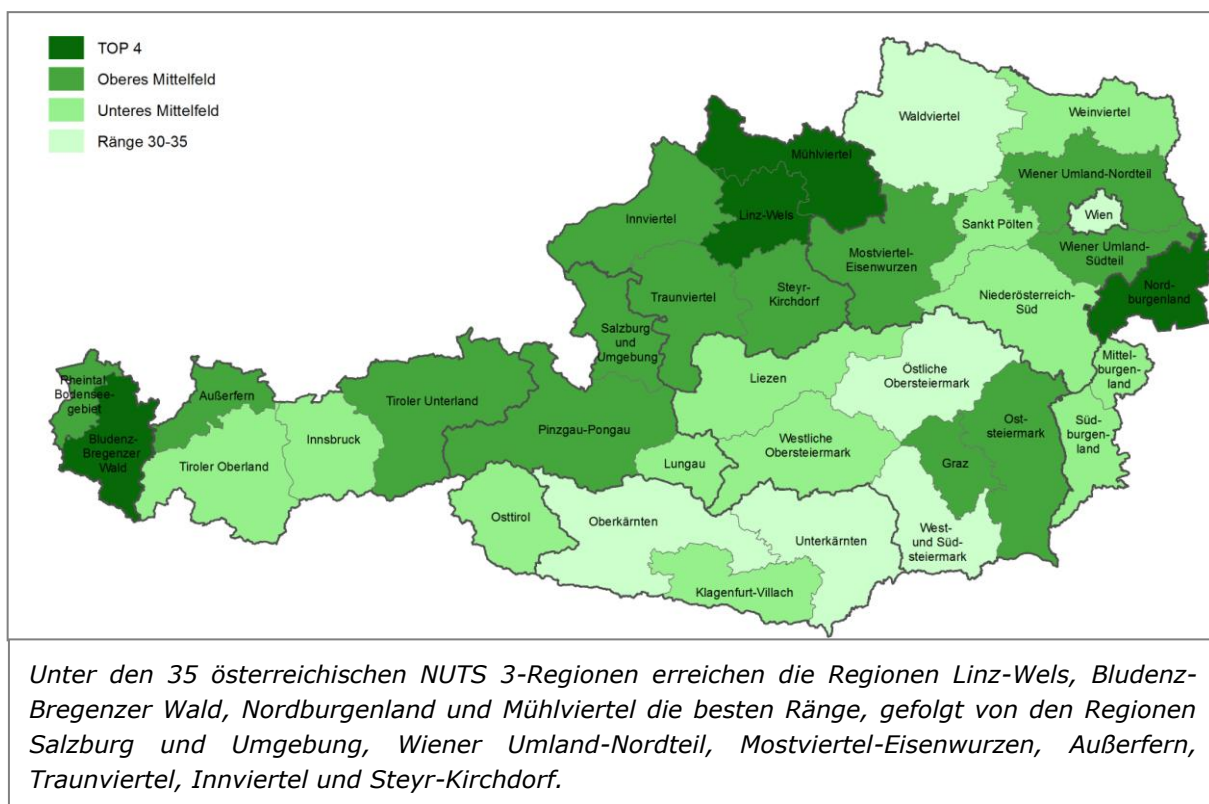 TOP 4
Oberes Mittelfeld
Unteres Mittelfeld
Ränge 30-35
Waldviertel
Weinviertel
Mühlviertel
Wiener Umland-Nordteil
Innviertel
Linz-Wels
Wien
Sankt Pölten
Mostviertel-
Eisenwurzen
Wiener Umland-
Südteil
Nord-
burgenland
Traunviertel
Steyr-
Kirchdorf
Niederösterreich-
Süd
Salzburg
und
Umgebung
Mittel-
burgen-
land
Östliche
Obersteiermark
Liezen
Rheintal-
Bodensee-
gebiet
Außerfern
Tiroler Unterland
Ost-
steiermark
Süd-
burgen-
land
Pinzgau-Pongau
Bludenz-
Bregenzer
Wald
Innsbruck
Westliche
Obersteiermark
Graz
Tiroler Oberland
Lungau
Osttirol
Oberkärnten
Unterkärnten
West-
und Süd-
steiermark
Klagenfurt-Villach
Unter den 35 österreichischen NUTS 3-Regionen erreichen die Regionen Linz-Wels, Bludenz-
Bregenzer Wald, Nordburgenland und Mühlviertel die besten Ränge, gefolgt von den Regionen
Salzburg und Umgebung, Wiener Umland-Nordteil, Mostviertel-Eisenwurzen, Außerfern,
Traunviertel, Innviertel und Steyr-Kirchdorf.